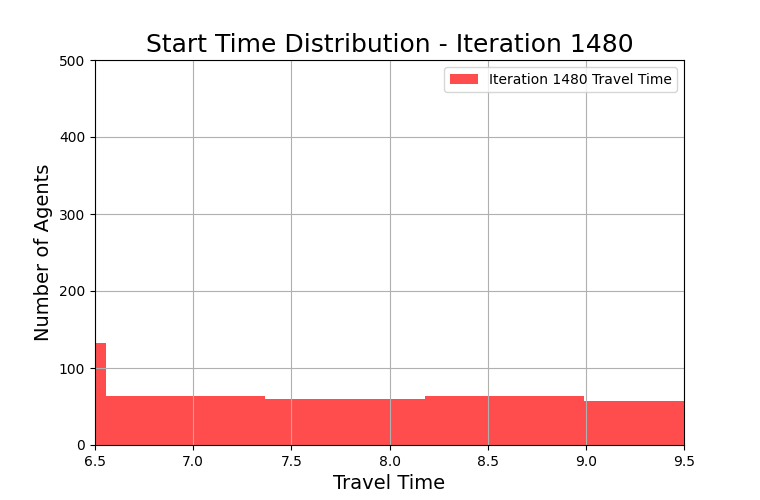 Start Time Distribution - Iteration 1480
500
Iteration 1480 Travel Time
400
300
200
100
0
Number of Agents
6.5 7.0 7.5 8.0 8.5 9.0 9.5
Travel Time